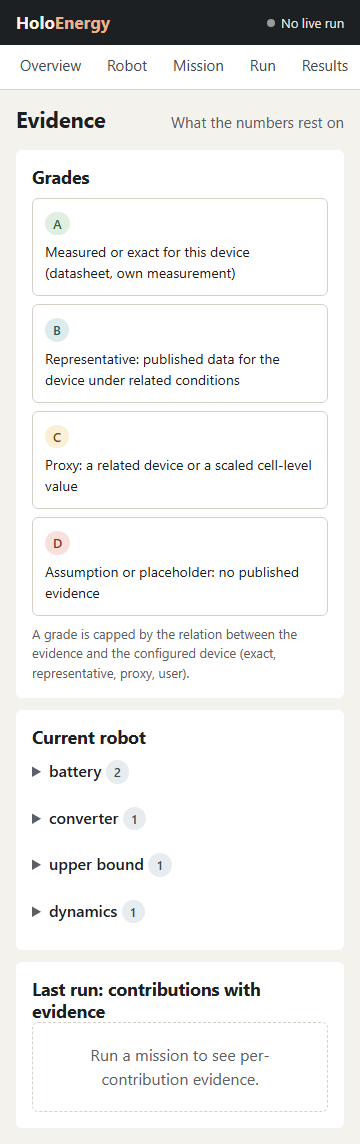 HoloEnergy
No live run
Overview Robot Mission Run Results
Evidence
What the numbers rest on
Grades
A
Measured or exact for this device
(datasheet, own measurement)
B
Representative: published data for the
device under related conditions
C
Proxy: a related device or a scaled cell-level
value
D
Assumption or placeholder: no published
evidence
A grade is capped by the relation between the
evidence and the configured device (exact,
representative, proxy, user).
Current robot
battery 2
converter 1
upper bound 1
dynamics 1
Last run: contributions with
evidence
Run a mission to see per-
contribution evidence.